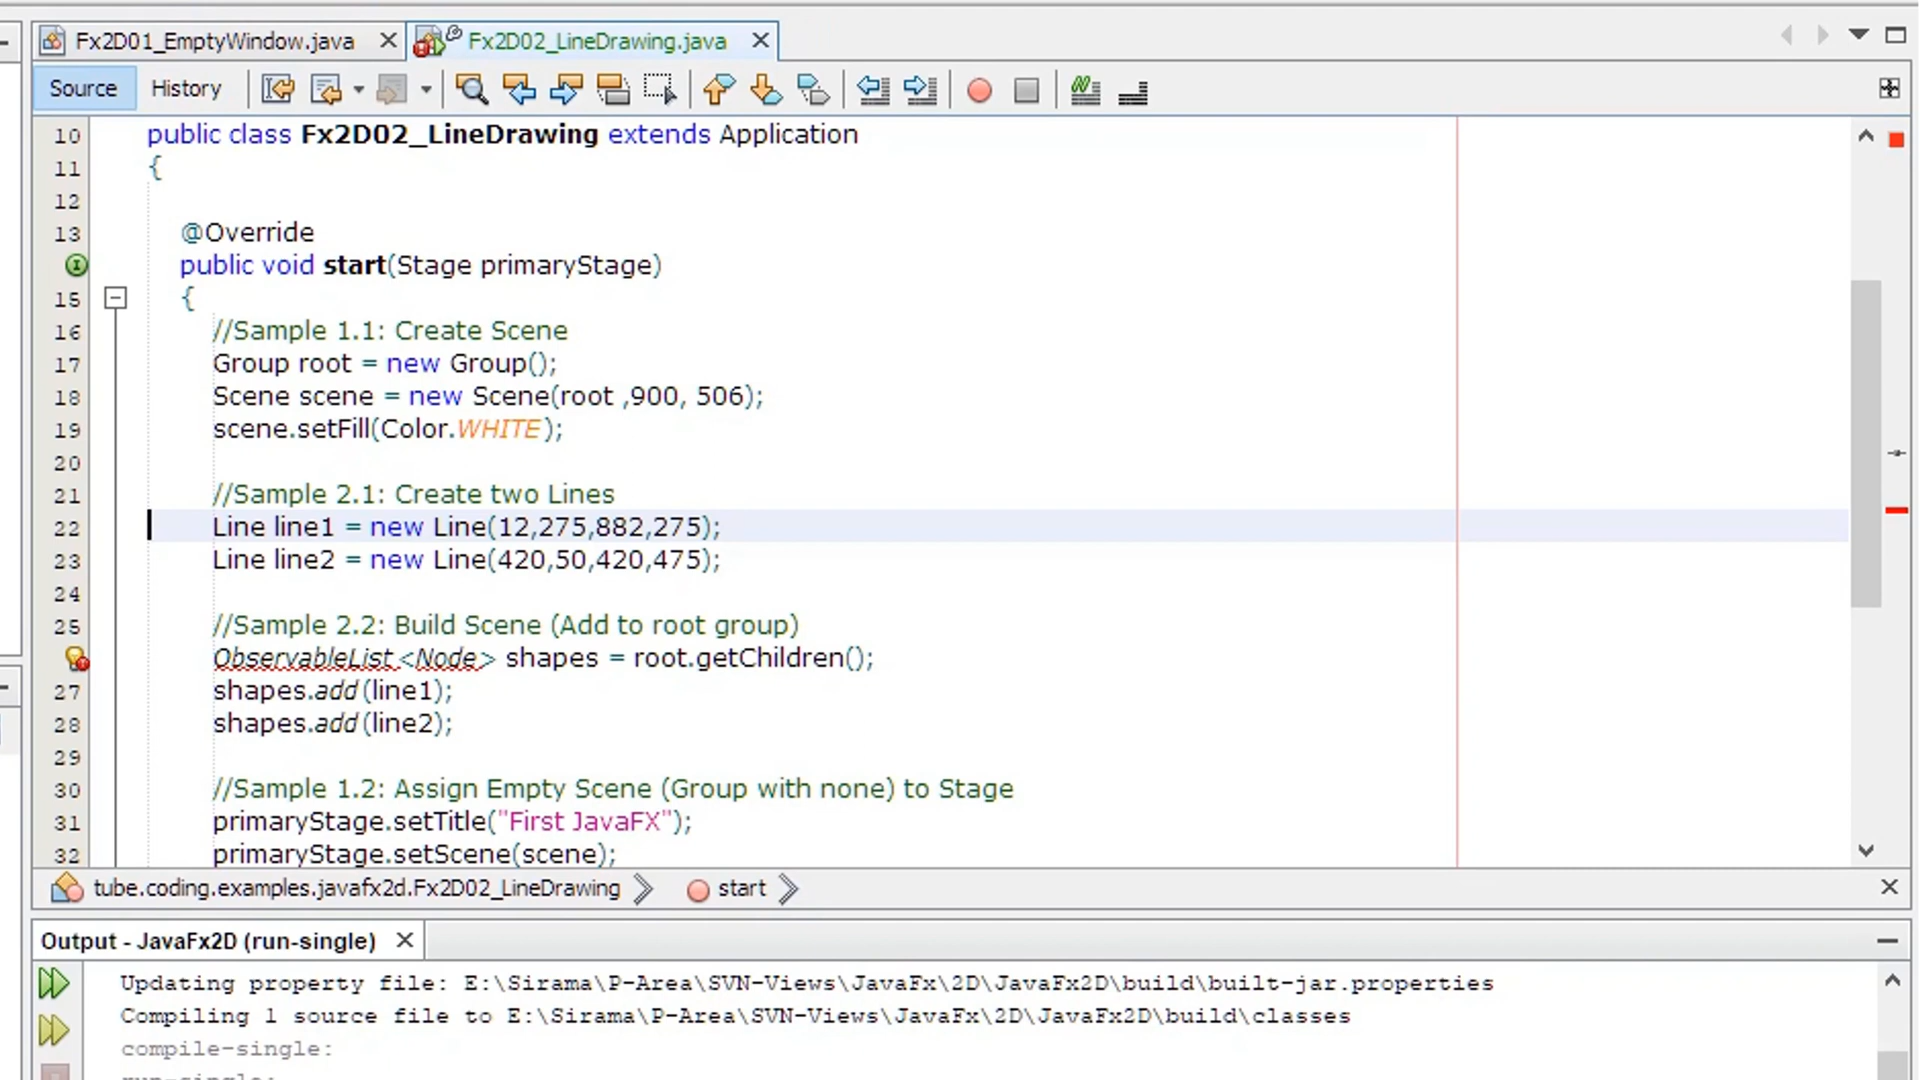 Fx2D01_EmptyWindow.java
Fx2D02_LineDrawing.java
Source History
10 public class Fx2D02_LineDrawing extends Application
11 {
12
13 @Override
public void start(Stage primaryStage)
15 {
16 //Sample 1.1: Create Scene
17 Group root = new Group();
18 Scene scene = new Scene(root ,900, 506);
19 scene.setFill(Color.WHITE);
20
21 //Sample 2.1: Create two Lines
22 Line line1 = new Line(12,275,882,275);
23 Line line2 = new Line(420,50,420,475);
24
25 //Sample 2.2: Build Scene (Add to root group)
ObservableList<Node> shapes = root.getChildren();
27 shapes.add(line1);
28 shapes.add(line2);
29
30 //Sample 1.2: Assign Empty Scene (Group with none) to Stage
31 primaryStage.setTitle("First JavaFX");
32 primaryStage.setScene(scene);
tube.coding.examples.javafx2d.Fx2D02_LineDrawing start
Output - JavaFx2D (run-single)
Updating property file: E:\Sirama\P-Area\SVN-Views\JavaFx\2D\JavaFx2D\build\built-jar.properties
Compiling 1 source file to E:\Sirama\P-Area\SVN-Views\JavaFx\2D\JavaFx2D\build\classes
compile-single:
run-single: